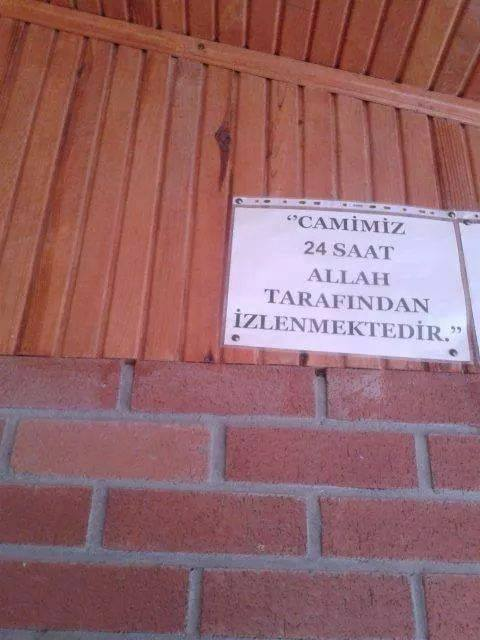 “CAMİMİZ
24 SAAT
ALLAH
TARAFINDAN
İZLENMEKTEDİR.”